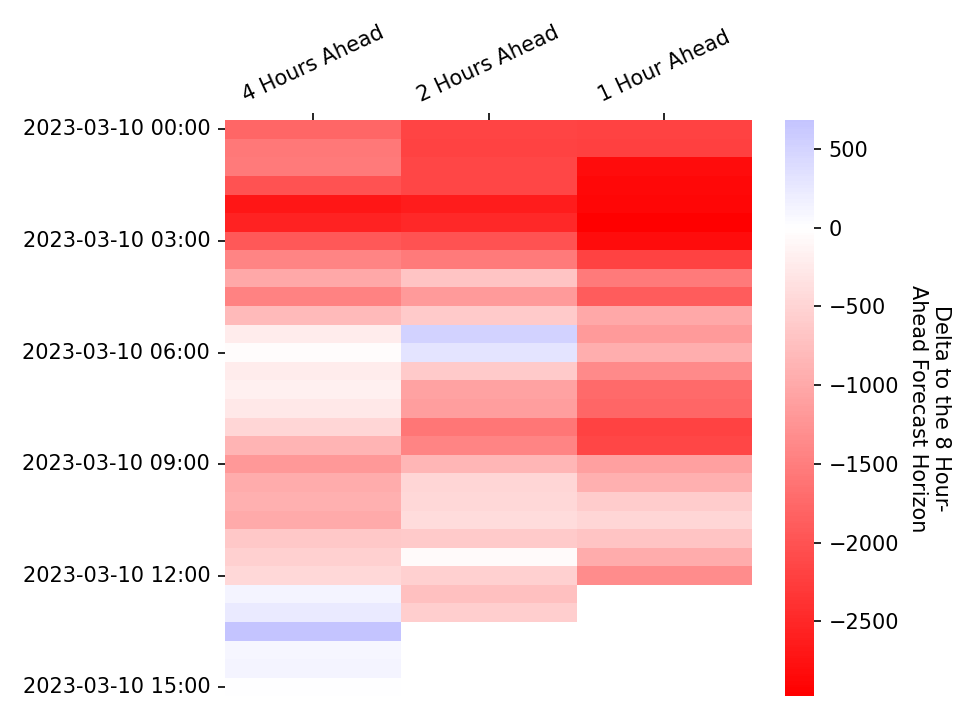 4 Hours Ahead
2 Hours Ahead
1 Hour Ahead
2023-03-10 00:00
2023-03-10 03:00
2023-03-10 06:00
2023-03-10 09:00
2023-03-10 12:00
2023-03-10 15:00
500
0
−500
−1000
−1500
−2000
−2500
Delta to the 8 Hour-
Ahead Forecast Horizon